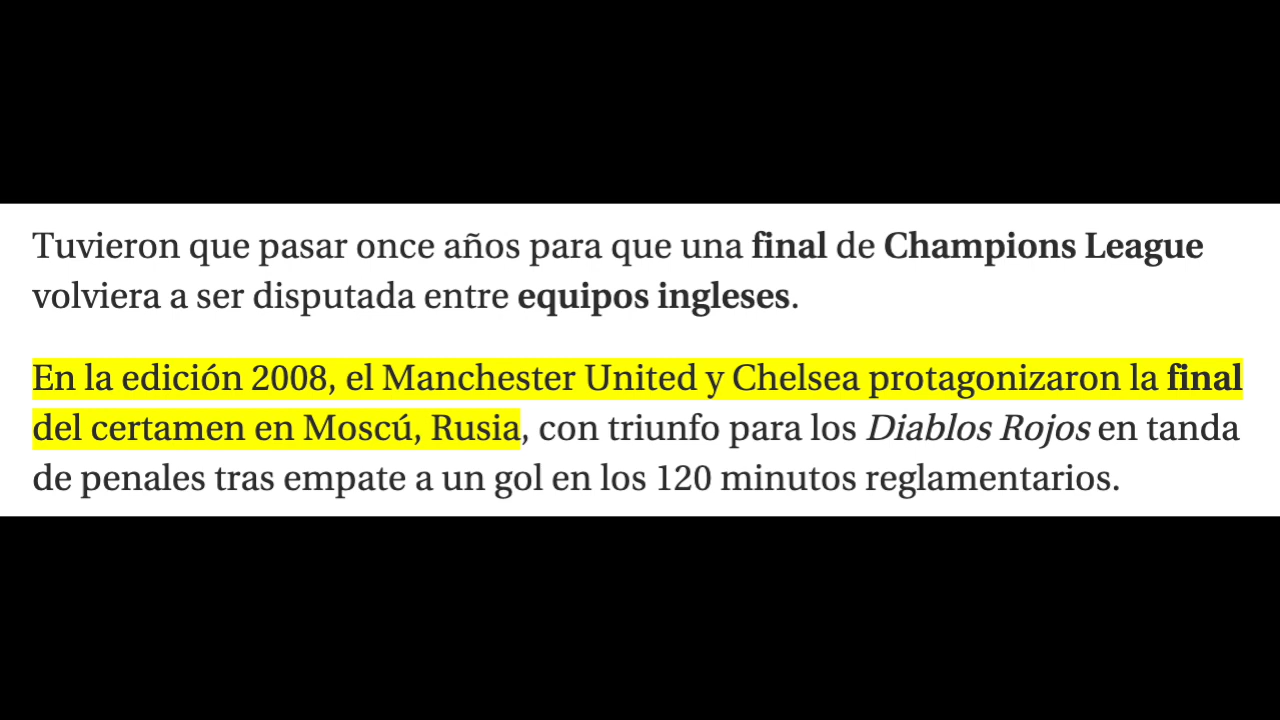 Tuvieron que pasar once años para que una final de Champions League
volviera a ser disputada entre equipos ingleses.
En la edición 2008, el Manchester United y Chelsea protagonizaron la final
del certamen en Moscú, Rusia, con triunfo para los Diablos Rojos en tanda
de penales tras empate a un gol en los 120 minutos reglamentarios.